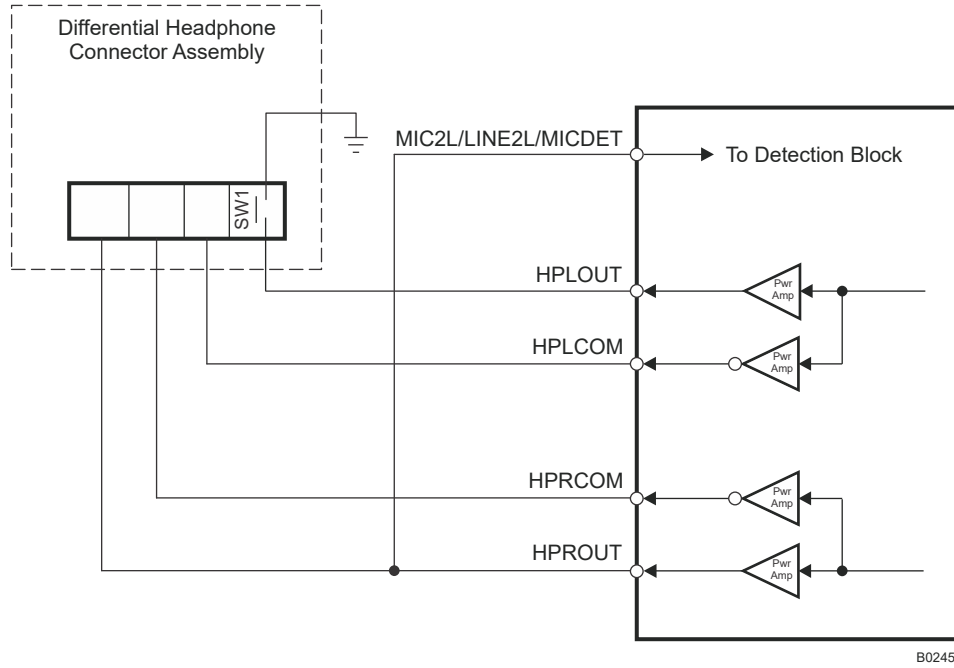 Differential Headphone
Connector Assembly
MIC2L/LINE2L/MICDET
To Detection Block
SW1
HPLOUT
Pwr
Amp
HPLCOM
Pwr
Amp
HPRCOM
Pwr
Amp
HPROUT
Pwr
Amp
B0245